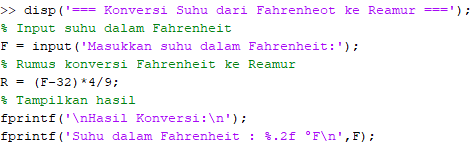 >> disp('=== Konversi Suhu dari Fahrenheot ke Reamur ===');
% Input suhu dalam Fahrenheit
F = input('Masukkan suhu dalam Fahrenheit:');
% Rumus konversi Fahrenheit ke Reamur
R = (F-32)*4/9;
% Tampilkan hasil
fprintf('\nHasil Konversi:\n');
fprintf('Suhu dalam Fahrenheit : %.2f °F\n',F);